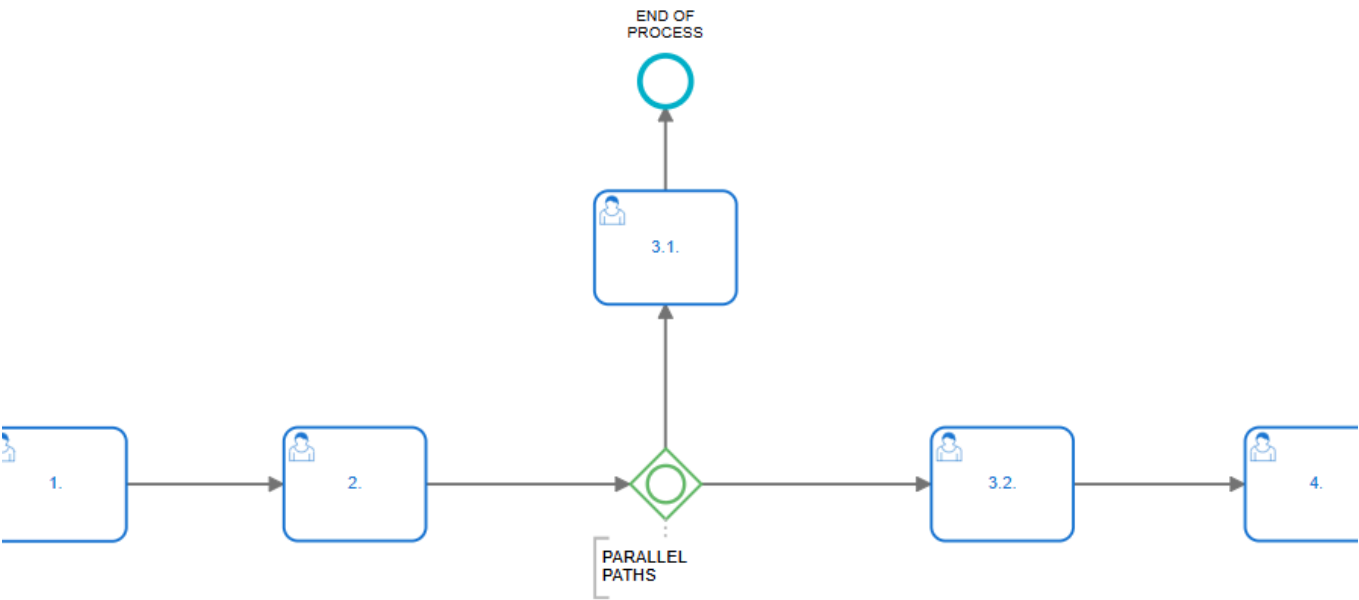 END OF
PROCESS
3.1.
1.
2.
3.2.
4.
PARALLEL
PATHS